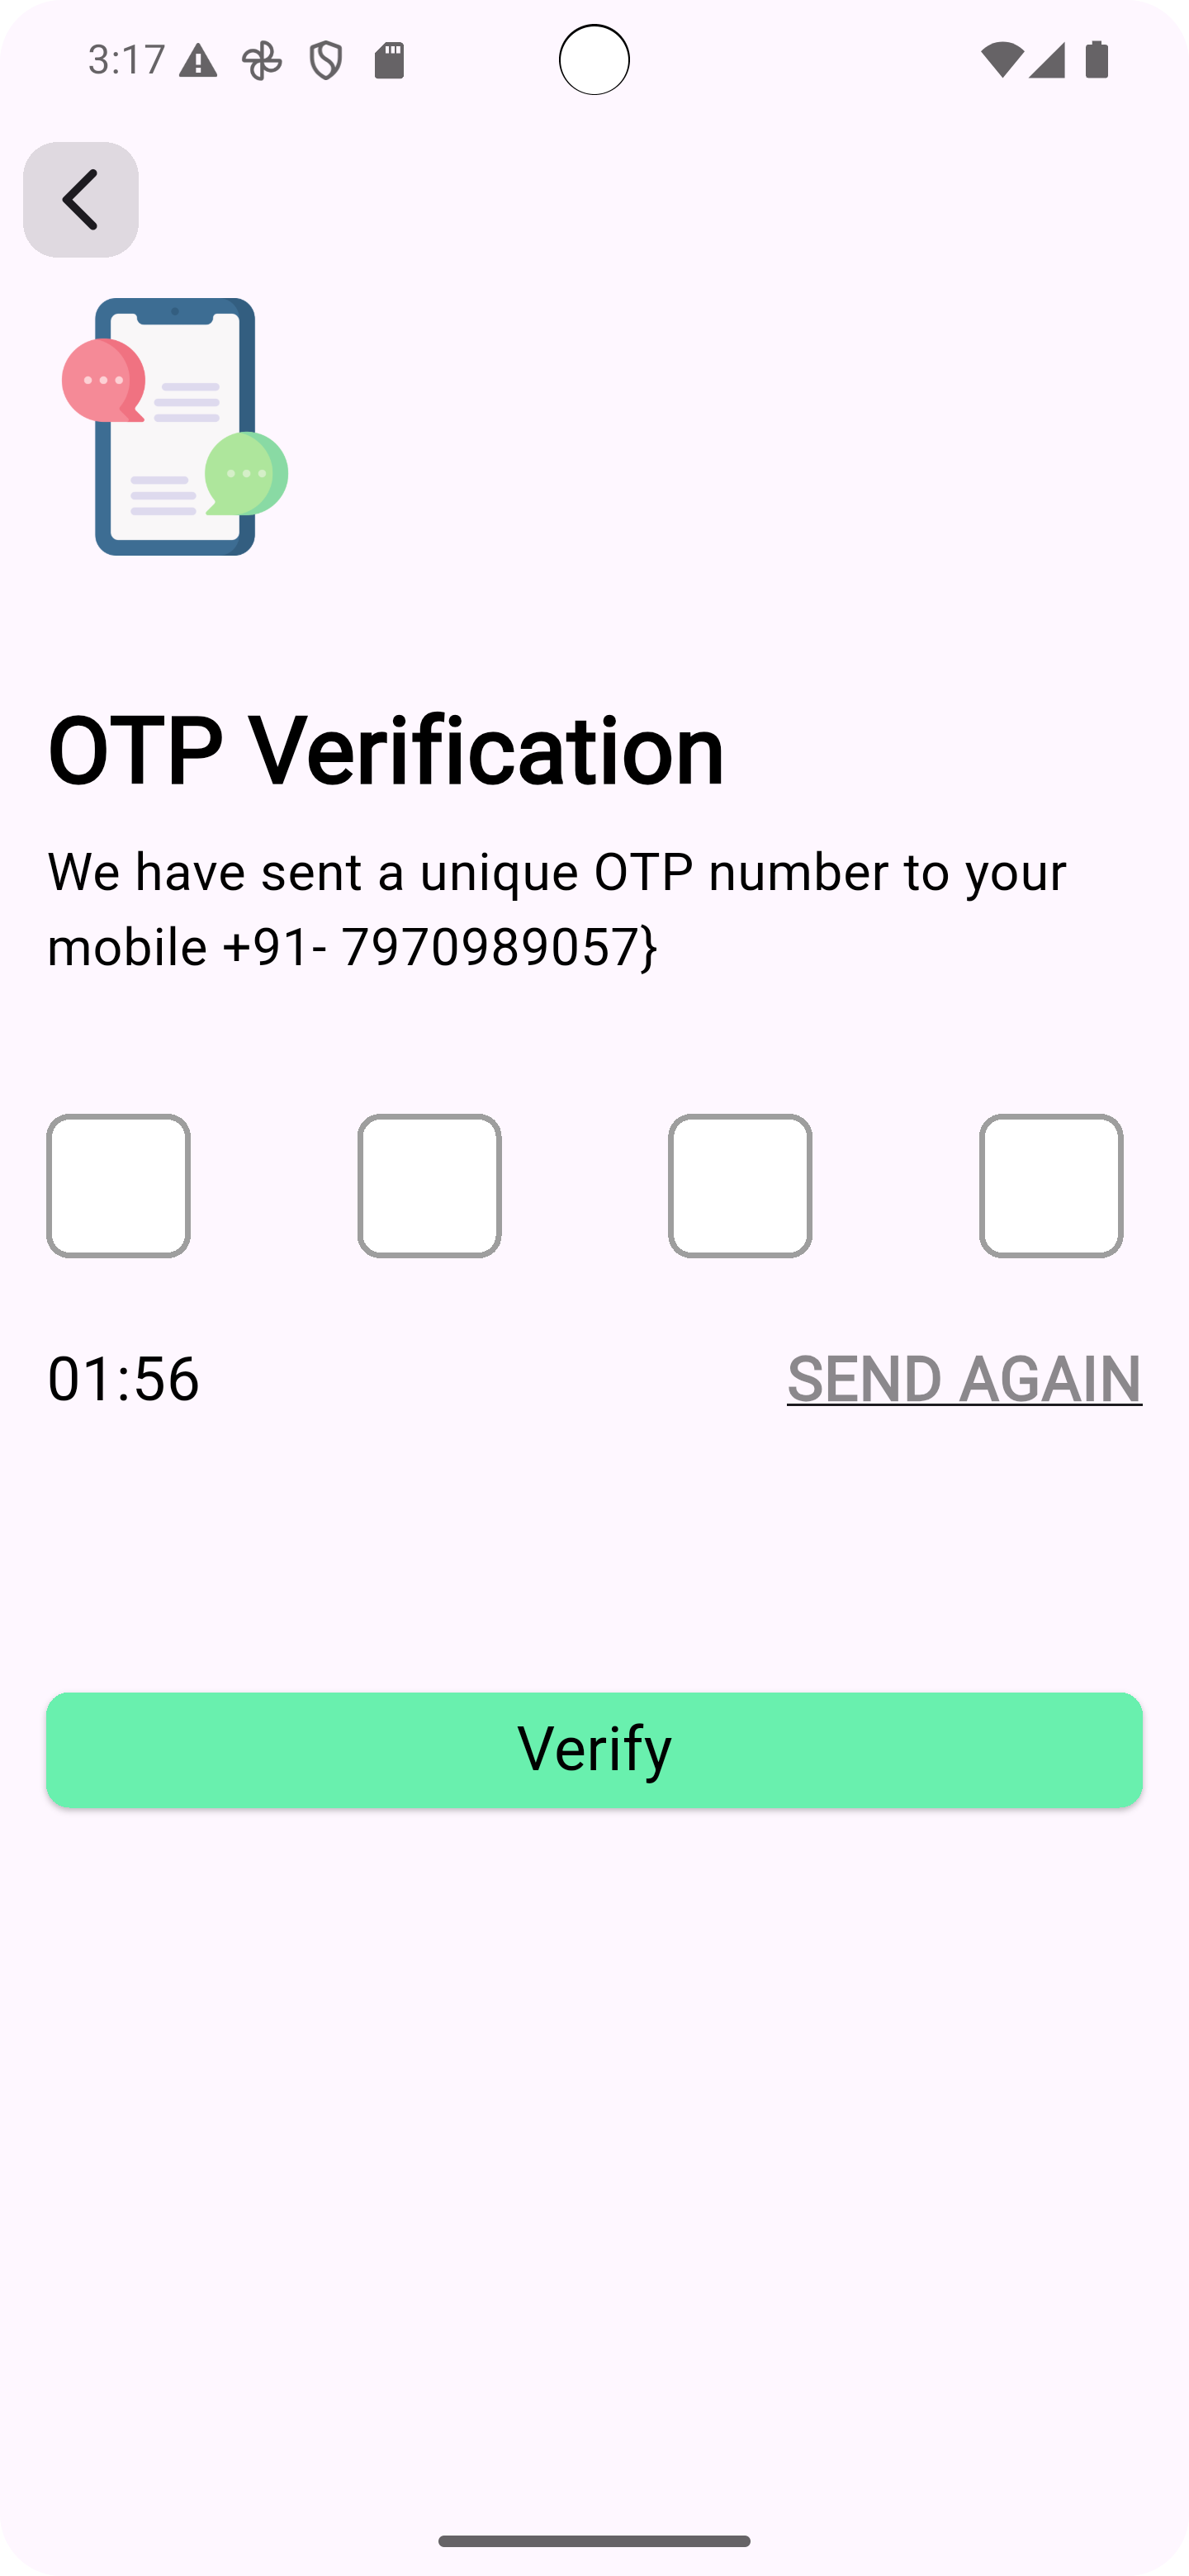 3:17
OTP Verification
We have sent a unique OTP number to your
mobile +91- 7970989057}
01:56
SEND AGAIN
Verify